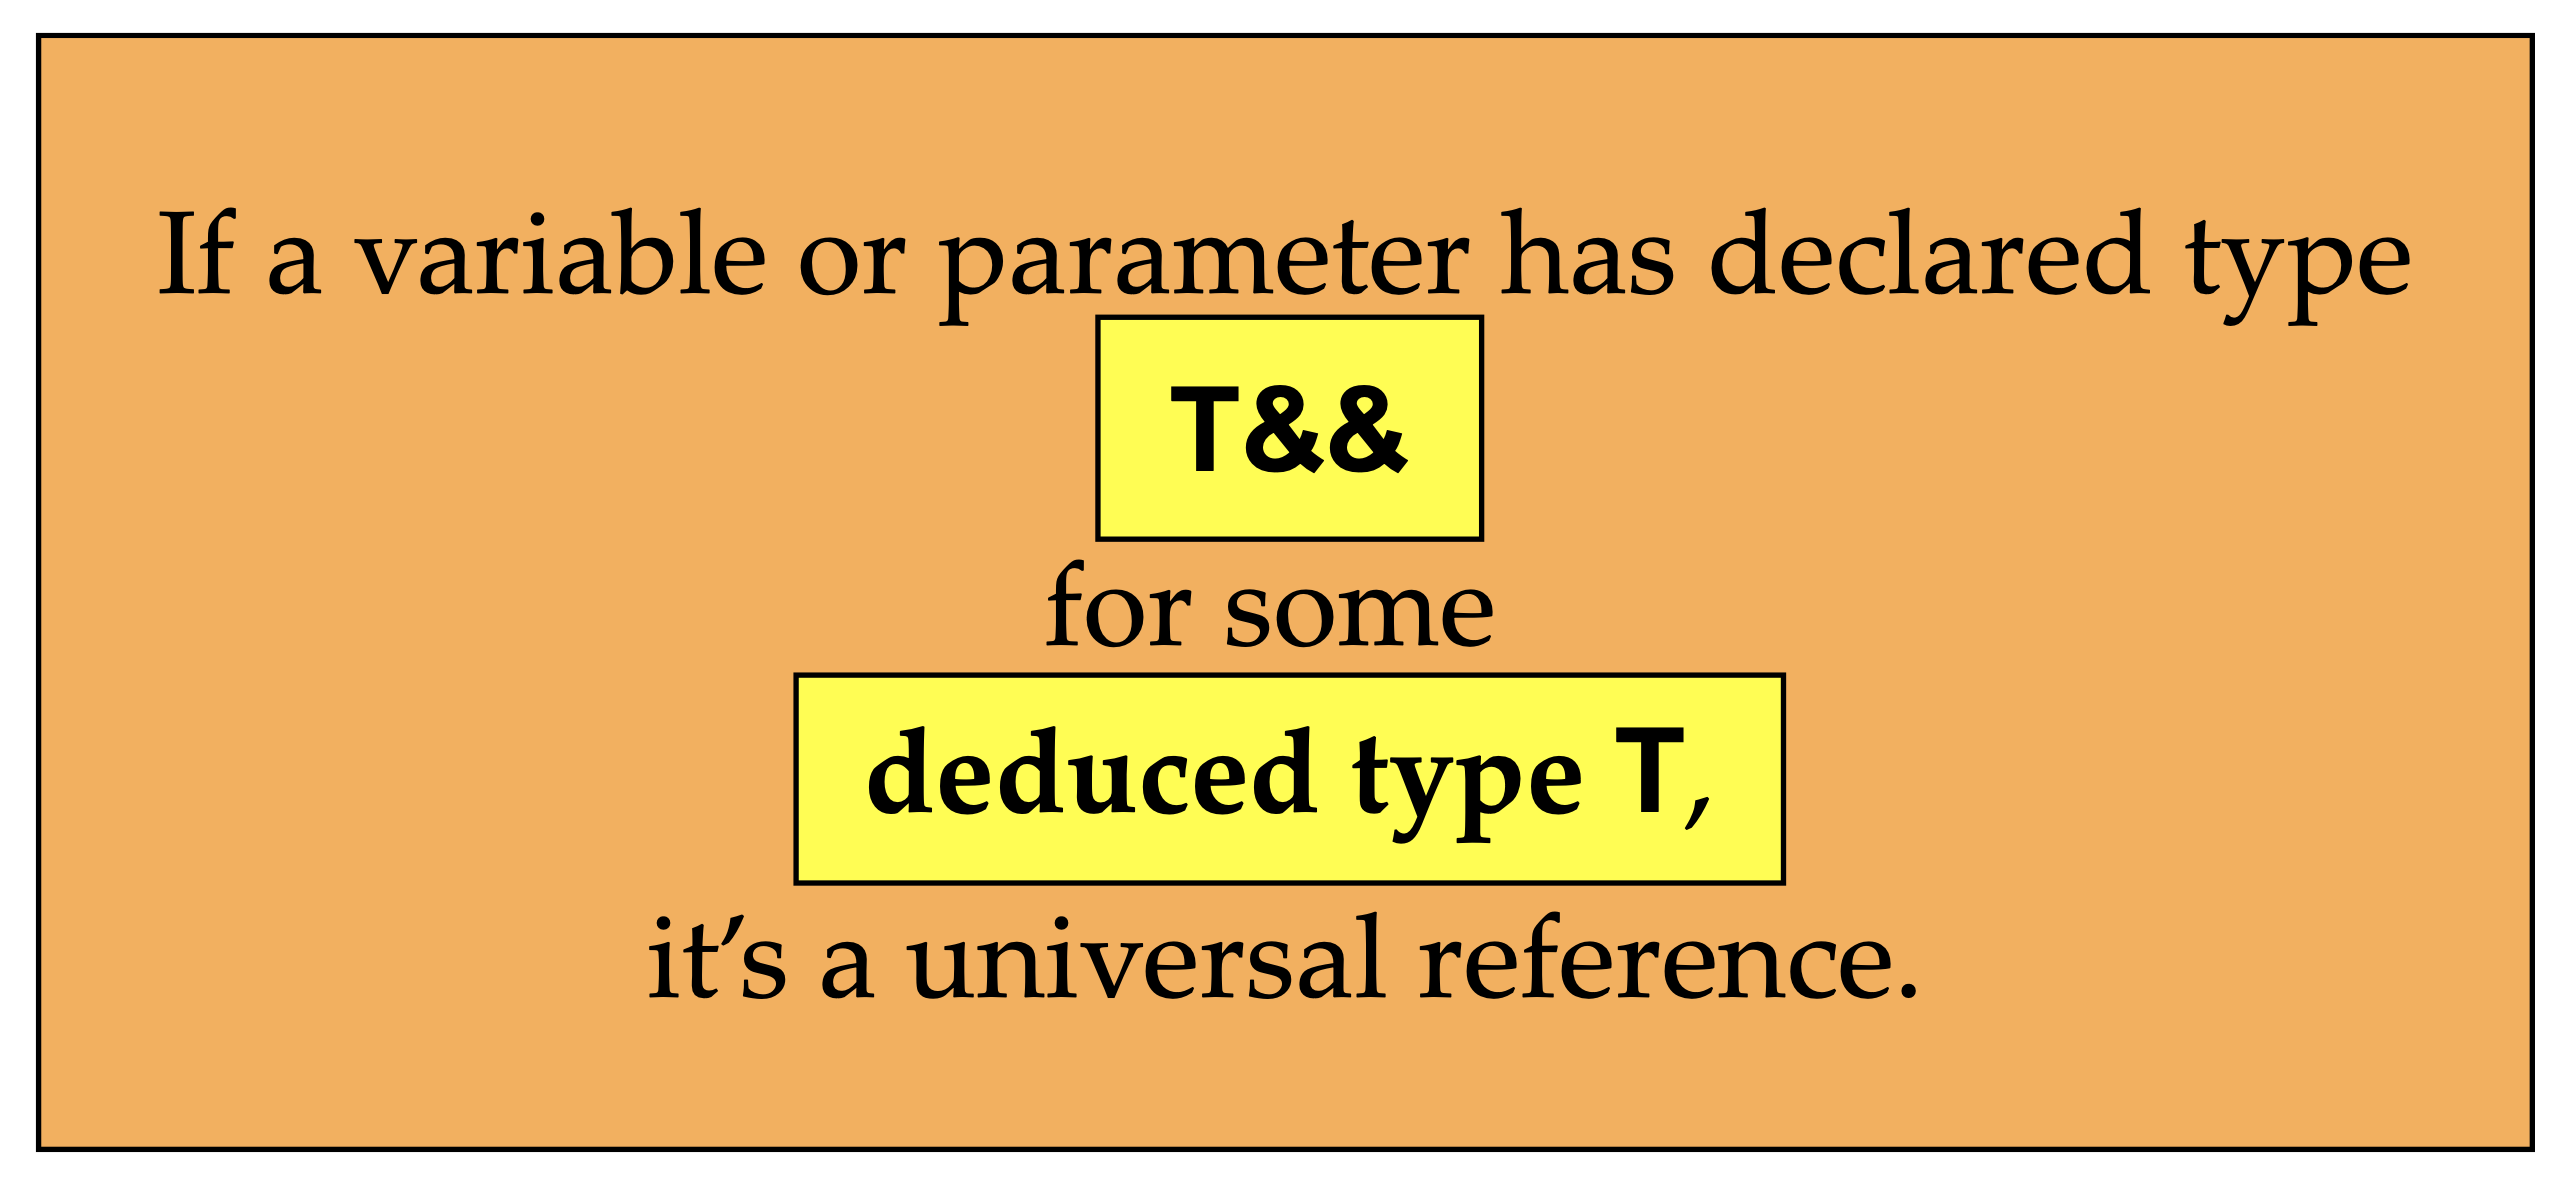 If a variable or parameter has declared type
T&&
for some
deduced type T,
it’s a universal reference.